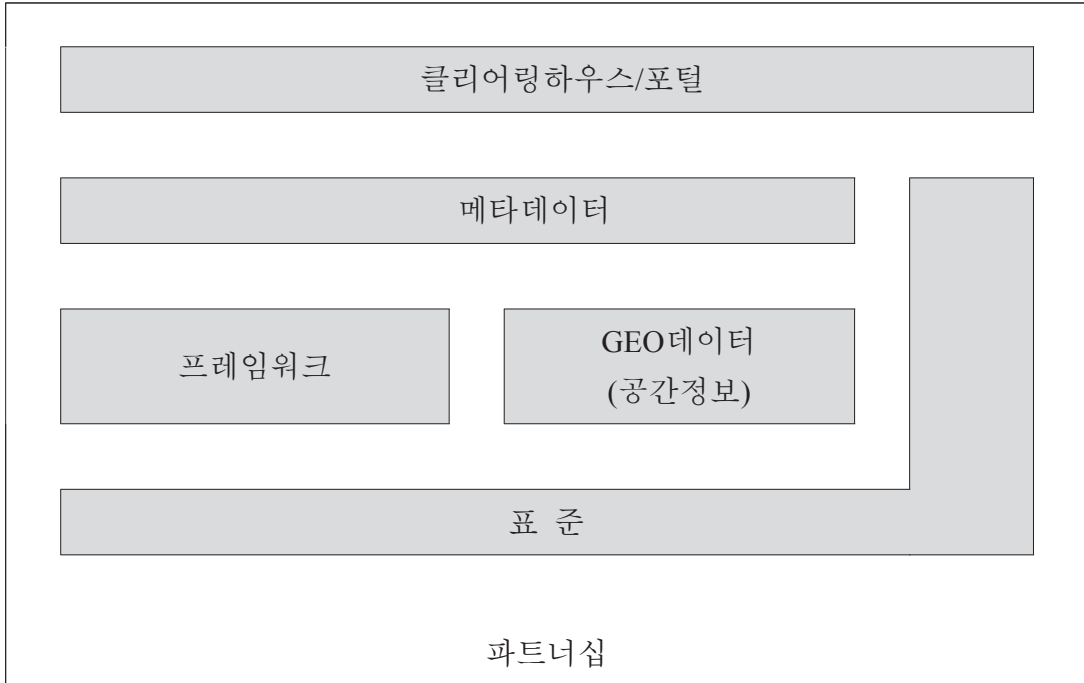 클리어링하우스/포털
메타데이터
프레임워크
GEO데이터
(공간정보)
표 준
파트너십